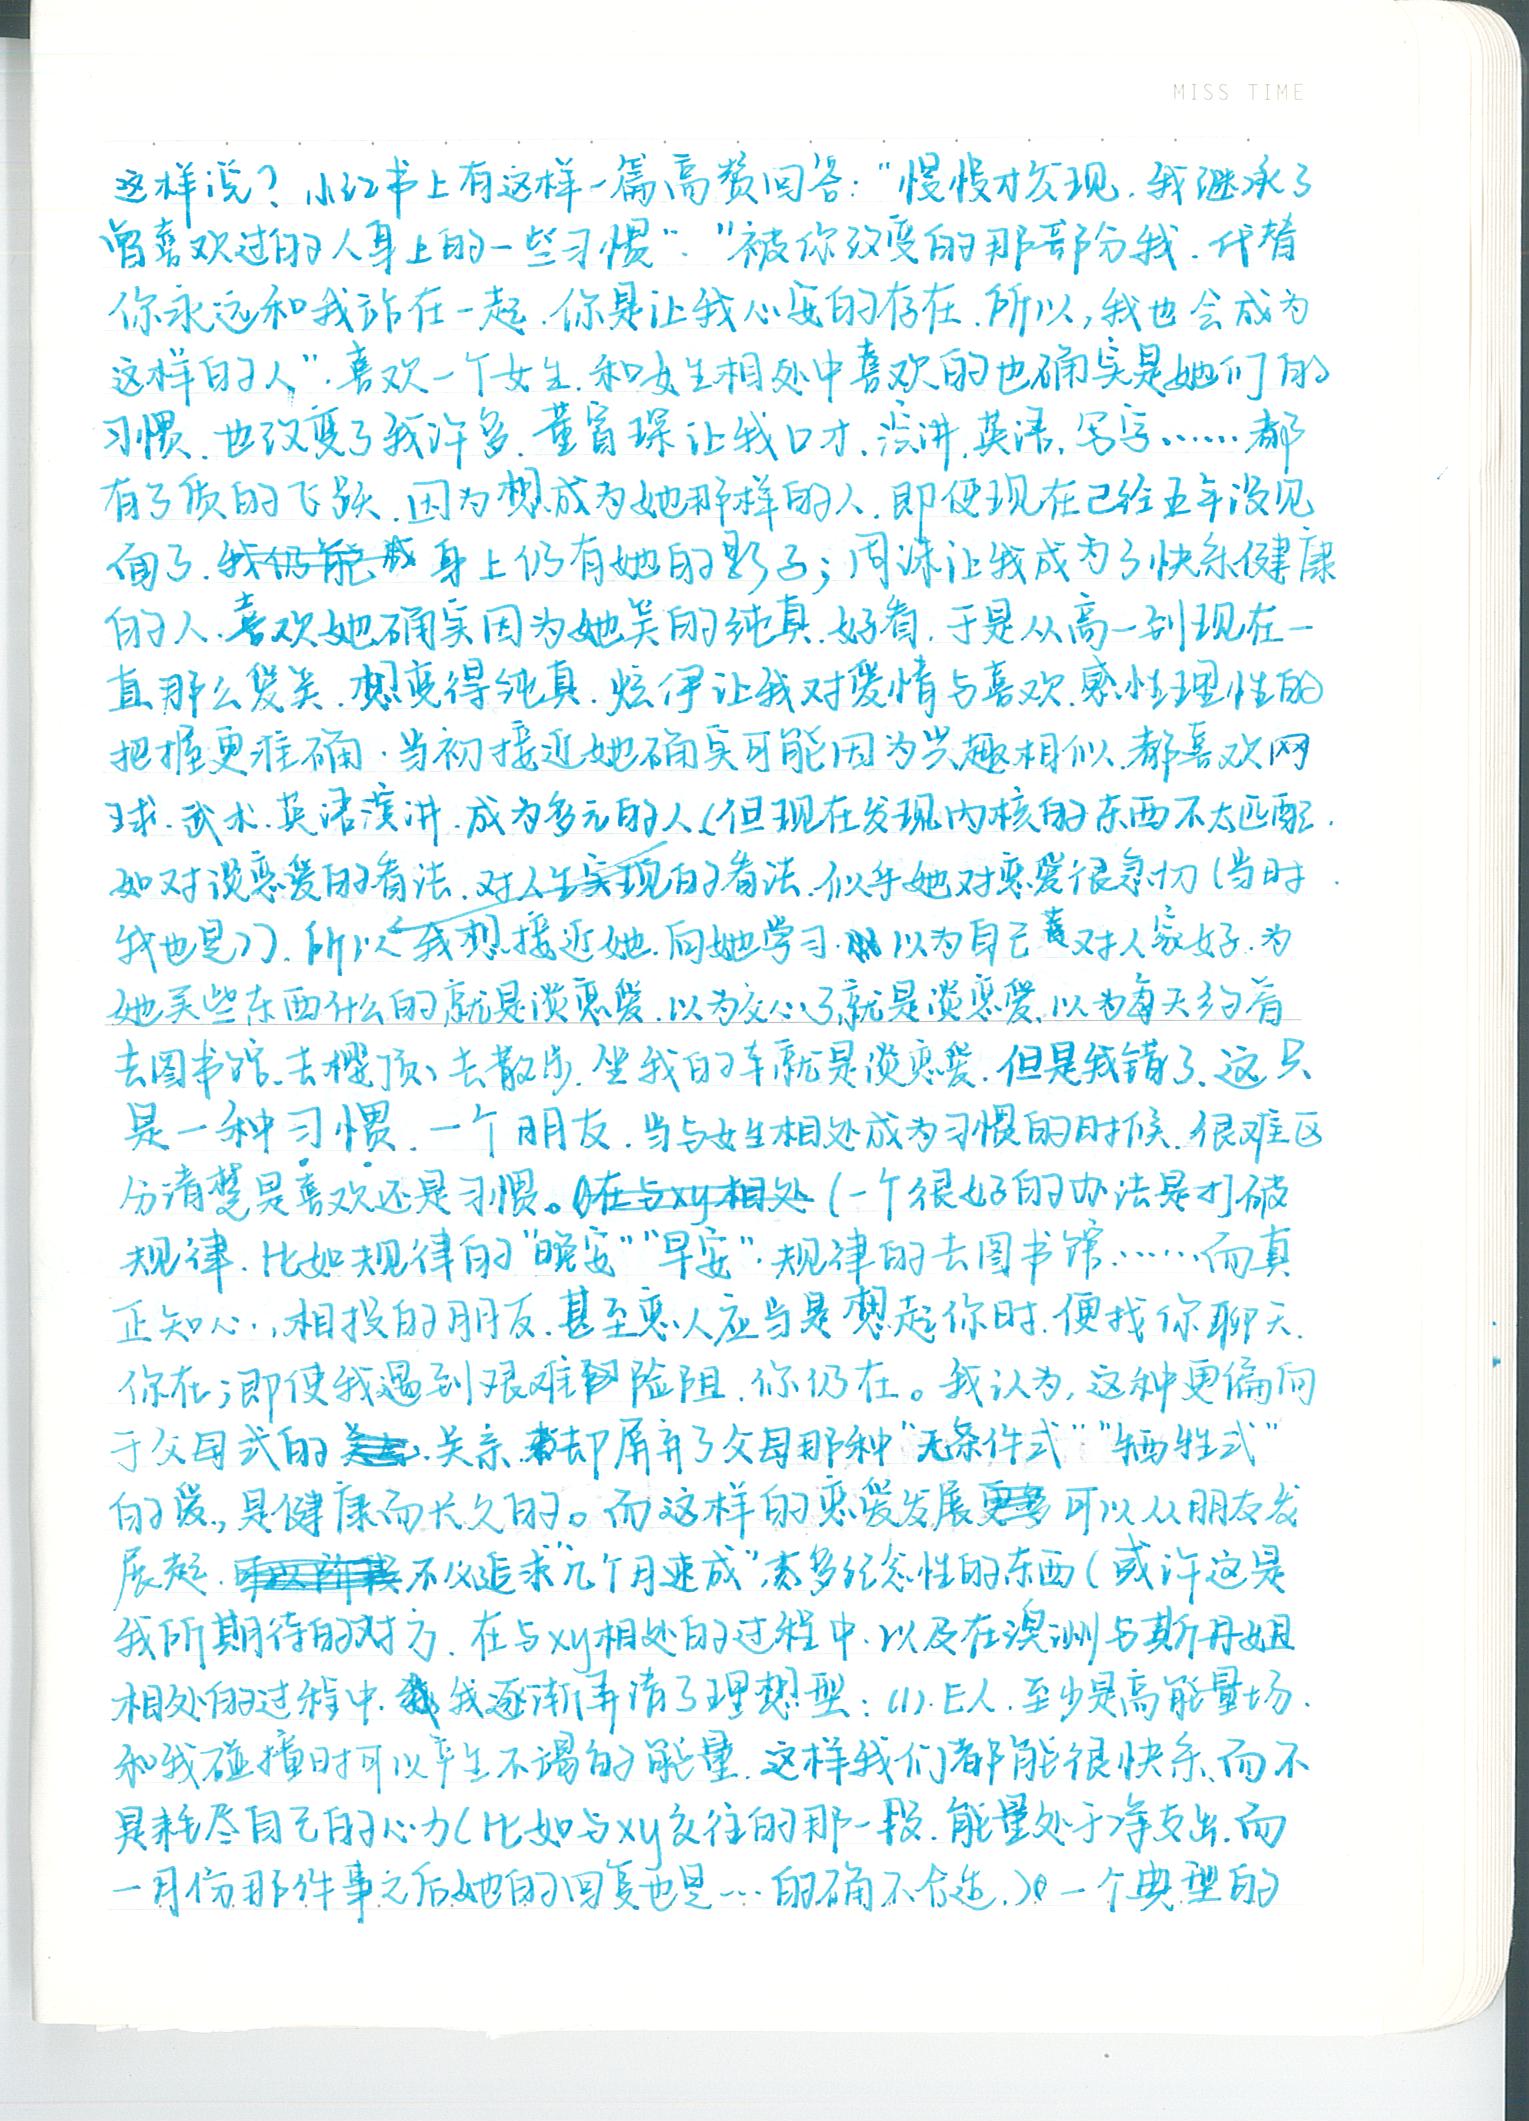 MISS TIME
这样说？小红书上有这样一篇高赞回答：“慢慢才发现，我继承了
曾喜欢过的人身上的一些习惯”．“被你改变的那部分我，代替
你永远和我站在一起．你是让我心安的存在．所以，我也会成为
这样的人”．喜欢一个女生．和女生相处中喜欢的也确实是她们的
习惯．也改变了我许多．董富琛让我口才．演讲．英语．写字……都
有了质的飞跃．因为想成为她那样的人．即便现在已经五年没见
面了．我仍能成身上仍有她的影子；周沫让我成为了快乐健康
的人．喜欢她确实因为她笑的纯真．好看．于是从高一到现在一
直那么爱笑．想变得纯真．炫伊让我对爱情与喜欢．感性理性的
把握更准确．当初接近她确实可能因为兴趣相似．都喜欢网
球．武术．英语演讲．成为多元的人（但现在发现内核的东西不太匹配．
如对谈恋爱的看法．对人生实现的看法．似乎她对恋爱很急切（当时
我也是））．所以我想接近她．向她学习．以为自己对人家好．为
她买些东西什么的就是谈恋爱．以为交心了就是谈恋爱．以为每天约着
去图书馆、去樱顶、去散步．坐我的车就是谈恋爱．但是我错了．这只
是一种习惯．一个朋友．当与女生相处成为习惯的时候．很难区
分清楚是喜欢还是习惯。在与xy相处（一个很好的办法是打破
规律．比如规律的“晚安”“早安”．规律的去图书馆．……而真
正知心．相投的朋友．甚至恋人应当是想起你时．便找你聊天．
你在；即使我遇到艰难险阻．你仍在。我认为，这种更偏向
于父母式的关系．却屏弃了父母那种“无条件式”“牺牲式”
的爱，是健康而长久的。而这样的恋爱发展更多可以从朋友发
展起．不必追求“几个月速成”，太多纪念性的东西（或许这是
我所期待的对方．在与xy相处的过程中．以及在澳洲与斯丹姐
相处的过程中．我逐渐弄清了理想型：（1）．E人．至少是高能量场．
和我碰撞时可以产生不竭的能量．这样我们都能很快乐．而不
是耗尽自己的心力（比如与xy交往的那一段．能量处于净支出．而
一月份那件事之后她的回复也是…．的确不合适．）一个典型的